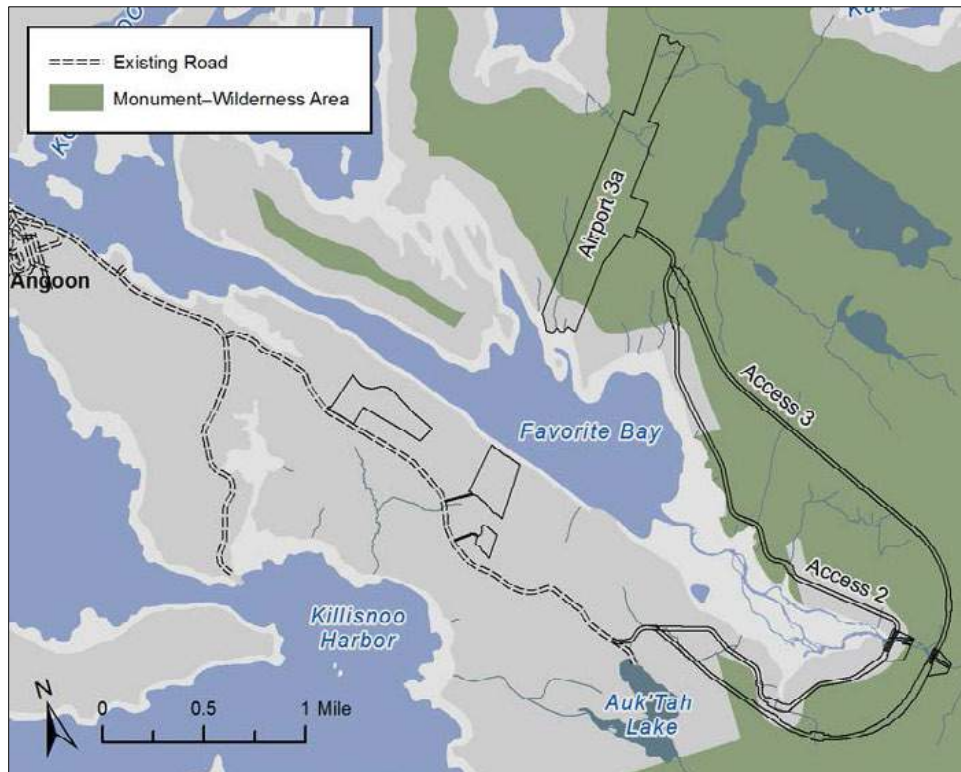 Existing Road
Monument–Wilderness Area
Airport 3a
Angoon
Access 3
Favorite Bay
Access 2
Killisnoo
Harbor
Auk'Tah
Lake
N
0 0.5 1 Mile